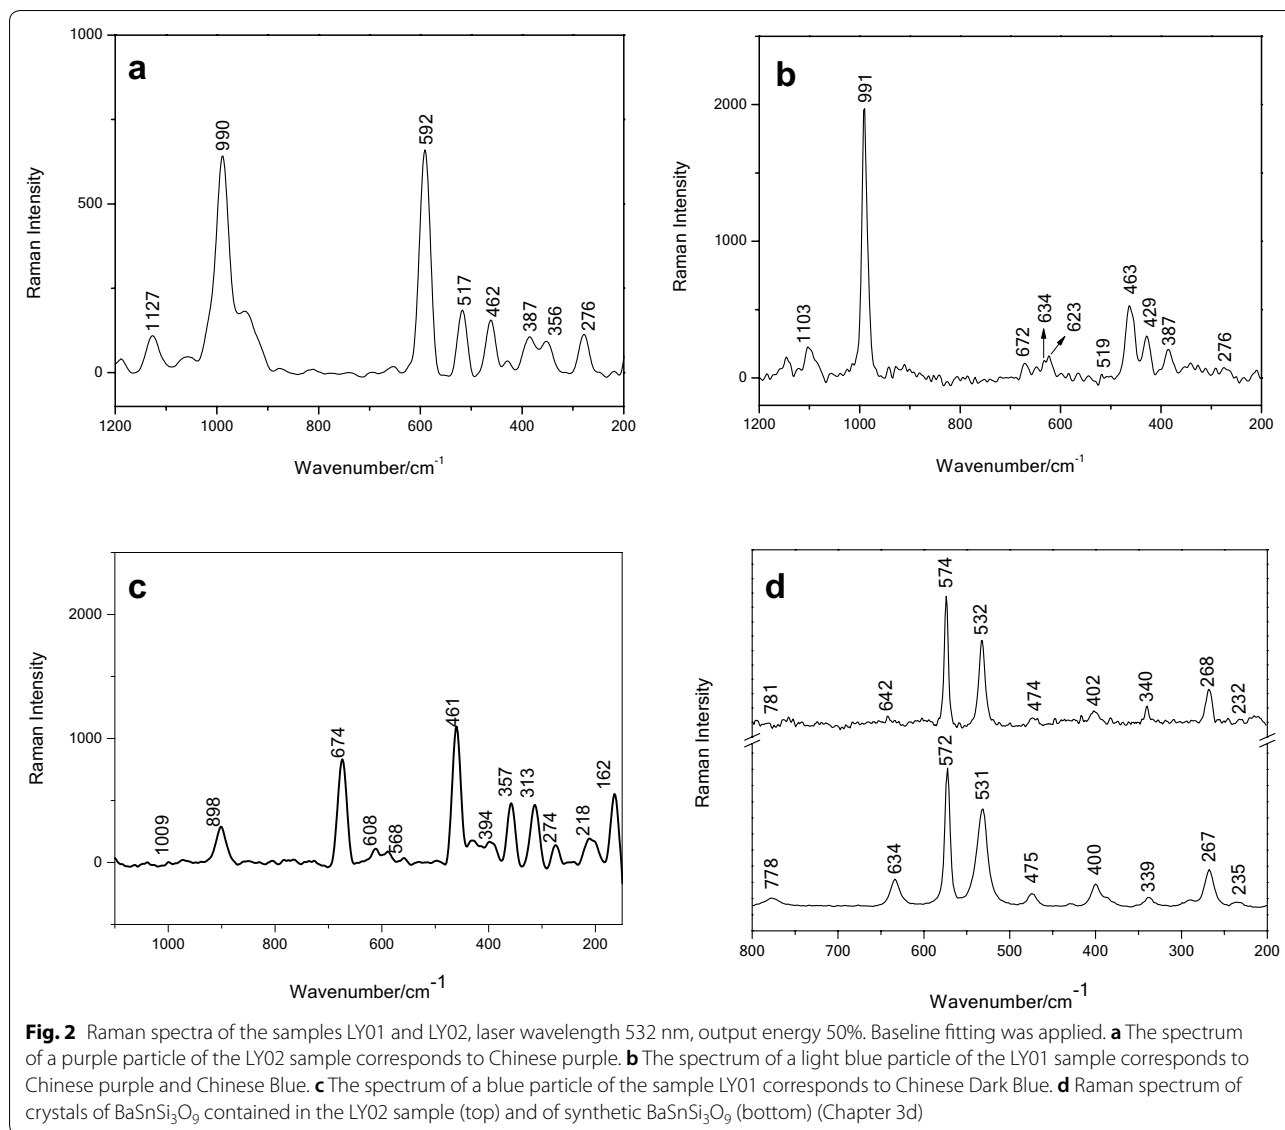 a
1000
500
0
Raman Intensity
1127
990
592
517
462
387
356
276
1200 1000 800 600 400 200
Wavenumber/cm-1
b
2000
1000
0
Raman Intensity
1103
991
672
634
623
519
463
429
387
276
1200 1000 800 600 400 200
Wavenumber/cm-1
c
2000
1000
0
Raman Intensity
1009
898
674
608
568
461
394
357
313
274
218
162
1000 800 600 400 200
Wavenumber/cm-1
d
Raman Intersity
781
642
574
532
474
402
340
268
232
778
634
572
531
475
400
339
267
235
800 700 600 500 400 300 200
Wavenumber/cm-1
Fig. 2 Raman spectra of the samples LY01 and LY02, laser wavelength 532 nm, output energy 50%. Baseline fitting was applied. a The spectrum
of a purple particle of the LY02 sample corresponds to Chinese purple. b The spectrum of a light blue particle of the LY01 sample corresponds to
Chinese purple and Chinese Blue. c The spectrum of a blue particle of the sample LY01 corresponds to Chinese Dark Blue. d Raman spectrum of
crystals of BaSnSi3O9 contained in the LY02 sample (top) and of synthetic BaSnSi3O9 (bottom) (Chapter 3d)